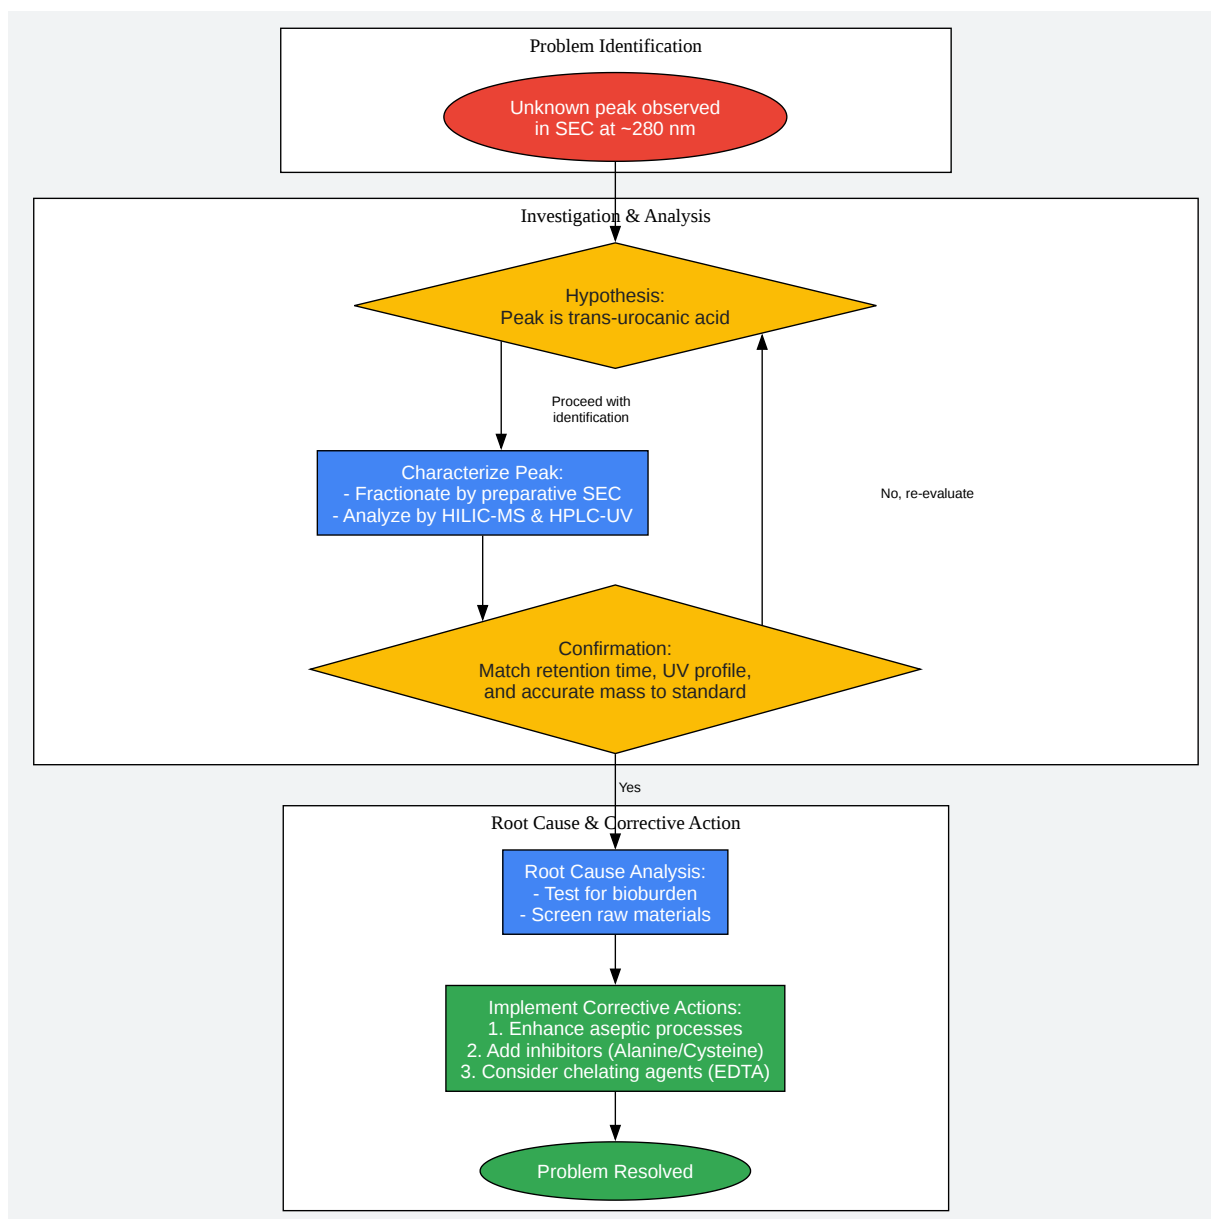 Problem Identification
Unknown peak observed
in SEC at ~280 nm
Investigation & Analysis
Hypothesis:
Peak is trans-urocanic acid
Proceed with
identification
Characterize Peak:
- Fractionate by preparative SEC
- Analyze by HILIC-MS & HPLC-UV
No, re-evaluate
Confirmation:
Match retention time, UV profile,
and accurate mass to standard
Yes
Root Cause & Corrective Action
Root Cause Analysis:
- Test for bioburden
- Screen raw materials
Implement Corrective Actions:
1. Enhance aseptic processes
2. Add inhibitors (Alanine/Cysteine)
3. Consider chelating agents (EDTA)
Problem Resolved